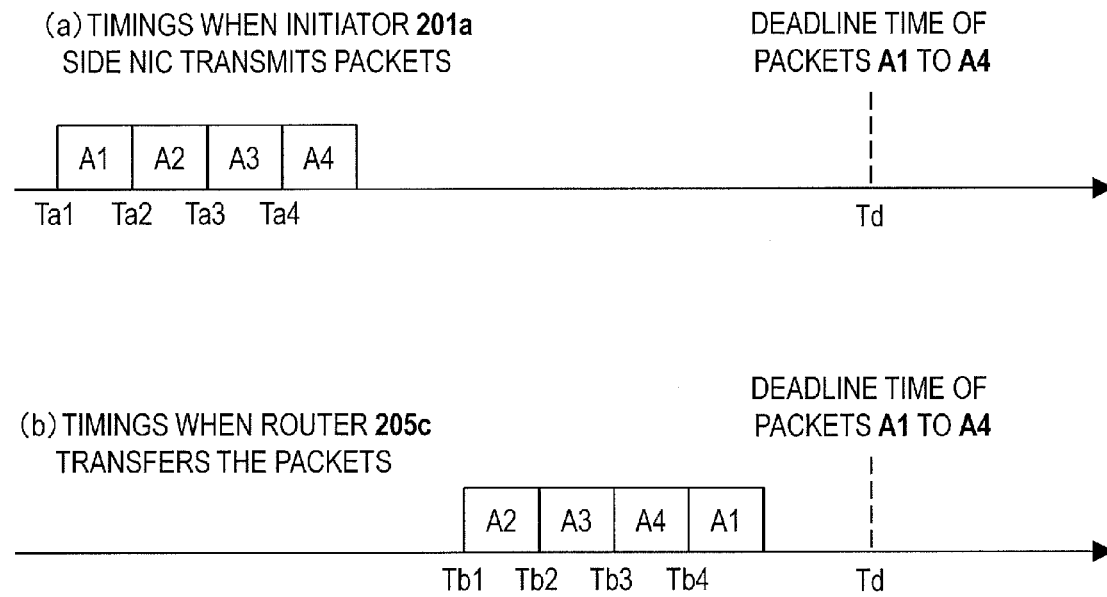 (a) TIMINGS WHEN INITIATOR 201a
SIDE NIC TRANSMITS PACKETS
DEADLINE TIME OF
PACKETS A1 TO A4
A1 A2 A3 A4
Ta1 Ta2 Ta3 Ta4 Td
(b) TIMINGS WHEN ROUTER 205c
TRANSFERS THE PACKETS
DEADLINE TIME OF
PACKETS A1 TO A4
A2 A3 A4 A1
Tb1 Tb2 Tb3 Tb4 Td